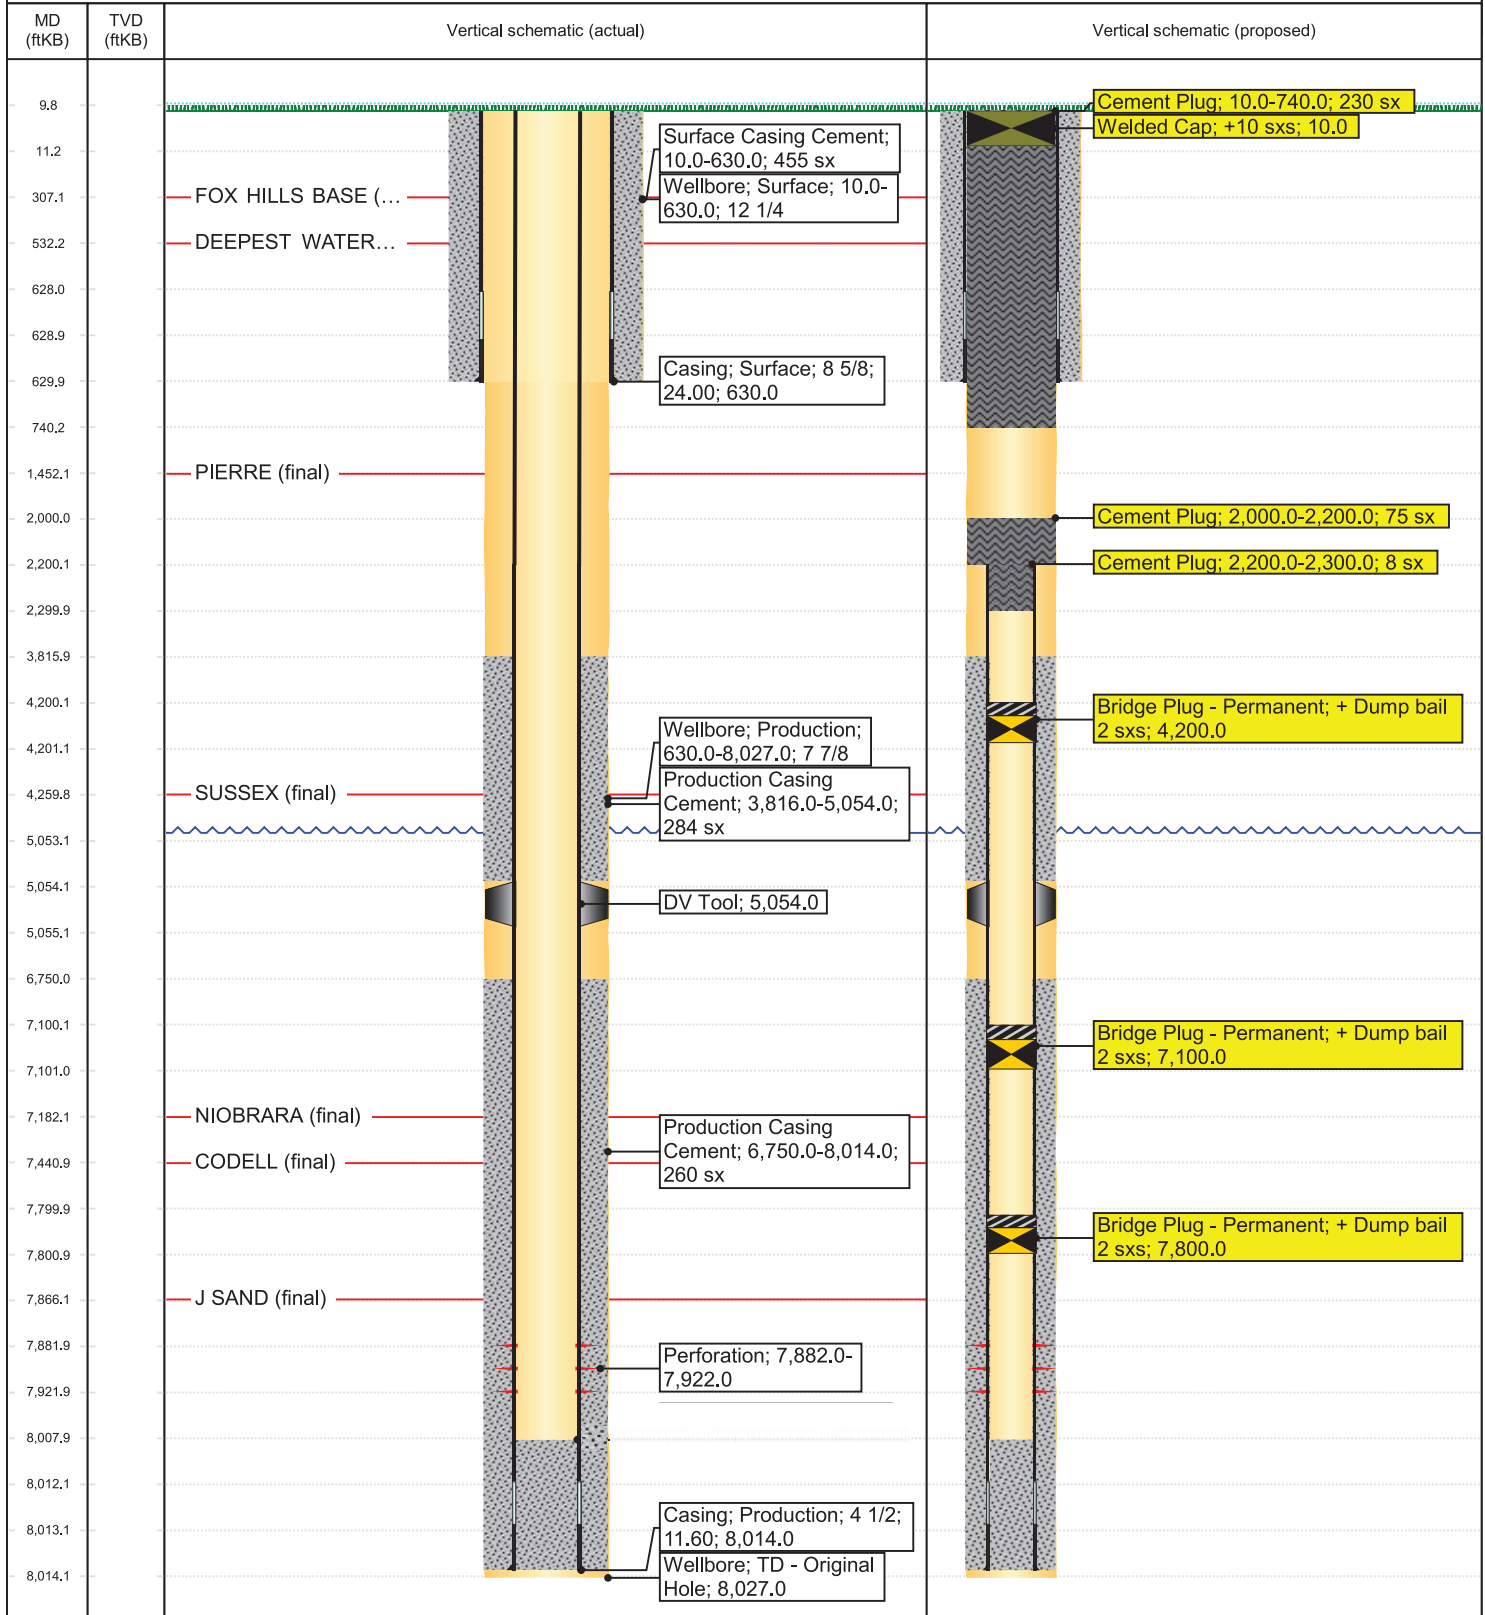 MD
(ftKB)
TVD
(ftKB)
Vertical schematic (actual)
Vertical schematic (proposed)
9.8
11.2
307.1
532.2
628.0
628.9
629.9
740.2
1,452.1
2,000.0
2,200.1
2,299.9
3,815.9
4,200.1
4,201.1
4,259.8
5,053.1
5,054.1
5,055.1
6,750.0
7,100.1
7,101.0
7,182.1
7,440.9
7,799.9
7,800.9
7,866.1
7,881.9
7,921.9
8,007.9
8,012.1
8,013.1
8,014.1
FOX HILLS BASE (...
DEEPEST WATER...
PIERRE (final)
SUSSEX (final)
NIOBRARA (final)
CODELL (final)
J SAND (final)
Surface Casing Cement;
10.0-630.0; 455 sx
Wellbore; Surface; 10.0-
630.0; 12 1/4
Casing; Surface; 8 5/8;
24.00; 630.0
Wellbore; Production;
630.0-8,027.0; 7 7/8
Production Casing
Cement; 3,816.0-5,054.0;
284 sx
DV Tool; 5,054.0
Production Casing
Cement; 6,750.0-8,014.0;
260 sx
Perforation; 7,882.0-
7,922.0
Casing; Production; 4 1/2;
11.60; 8,014.0
Wellbore; TD - Original
Hole; 8,027.0
Cement Plug; 10.0-740.0; 230 sx
Welded Cap; +10 sxs; 10.0
Cement Plug; 2,000.0-2,200.0; 75 sx
Cement Plug; 2,200.0-2,300.0; 8 sx
Bridge Plug - Permanent; + Dump bail
2 sxs; 4,200.0
Bridge Plug - Permanent; + Dump bail
2 sxs; 7,100.0
Bridge Plug - Permanent; + Dump bail
2 sxs; 7,800.0